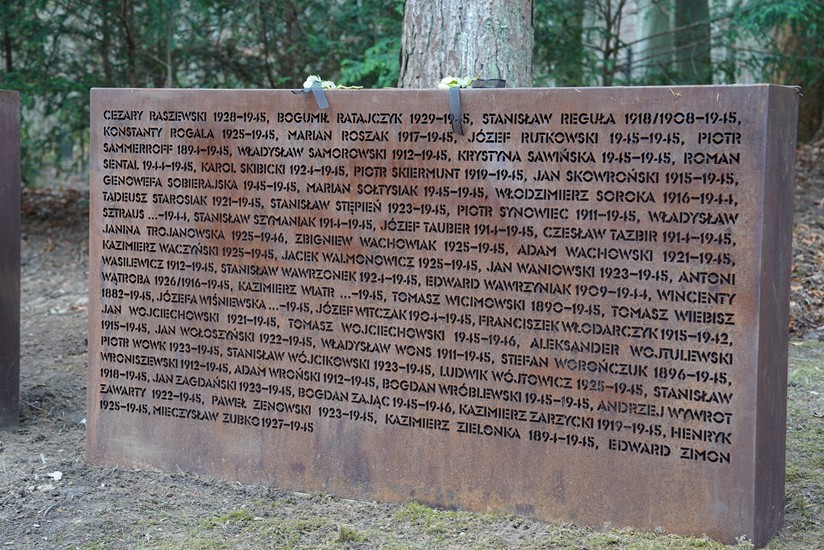 CEZARY RASZEWSKI 1928–1945, BOGUMIŁ RATAJCZYK 1929–1945, STANISŁAW REGUŁA 1918/1908–1945,
KONSTANTY ROGALA 1925–1945, MARIAN ROSZAK 1917–1945, JÓZEF RUTKOWSKI 1945–1945, PIOTR
SAMMERROFF 1894–1945, WŁADYSŁAW SAMOROWSKI 1912–1945, KRYSTYNA SAWIŃSKA 1945–1945, ROMAN
SENTAL 1944–1945, KAROL SKIBICKI 1924–1945, PIOTR SKIERMUNT 1919–1945, JAN SKOWROŃSKI 1915–1945,
GENOWEFA SOBIERAJSKA 1945–1945, MARIAN SOŁTYSIAK 1945–1945, WŁODZIMIERZ SOROKA 1916–1944,
TADEUSZ STAROSIAK 1921–1945, STANISŁAW STĘPIEŃ 1923–1945, PIOTR SYNOWIEC 1911–1945, WŁADYSŁAW
SZTRAUS ...–1944, STANISŁAW SZYMANIAK 1914–1945, JÓZEF TAUBER 1914–1945, CZESŁAW TAZBIR 1914–1945,
JANINA TROJANOWSKA 1925–1946, ZBIGNIEW WACHOWIAK 1925–1945, ADAM WACHOWSKI 1921–1945,
KAZIMIERZ WACZYŃSKI 1925–1945, JACEK WALMONOWICZ 1925–1945, JAN WANIOWSKI 1923–1945, ANTONI
WASILEWICZ 1912–1945, STANISŁAW WAWRZONEK 1924–1945, EDWARD WAWRZYNIAK 1909–1944, WINCENTY
WĄTROBA 1926/1916–1945, KAZIMIERZ WIATR ...–1945, TOMASZ WICIMOWSKI 1890–1945, TOMASZ WIEBISZ
1882–1945, JÓZEFA WIŚNIEWSKA ...–1945, JÓZEF WITCZAK 1904–1945, FRANCISZEK WŁODARCZYK 1915–1942,
JAN WOJCIECHOWSKI 1921–1945, TOMASZ WOJCIECHOWSKI 1945–1946, ALEKSANDER WOJTULEWSKI
1915–1945, JAN WOŁOSZYŃSKI 1922–1945, WŁADYSŁAW WONS 1911–1945, STEFAN WOROŃCZUK 1896–1945,
PIOTR WOWK 1923–1945, STANISŁAW WÓJCIKOWSKI 1923–1945, LUDWIK WÓJTOWICZ 1925–1945, STANISŁAW
WRONISZEWSKI 1912–1945, ADAM WROŃSKI 1912–1945, BOGDAN WRÓBLEWSKI 1945–1945, ANDRZEJ WYWROT
1918–1945, JAN ZAGDAŃSKI 1923–1945, BOGDAN ZAJĄC 1945–1946, KAZIMIERZ ZARZYCKI 1919–1945, HENRYK
ZAWARTY 1922–1945, PAWEŁ ZIENOWSKI 1923–1945, KAZIMIERZ ZIELONKA 1894–1945, EDWARD ZIMON
1925–1945, MIECZYSŁAW ZUBKO 1927–1945